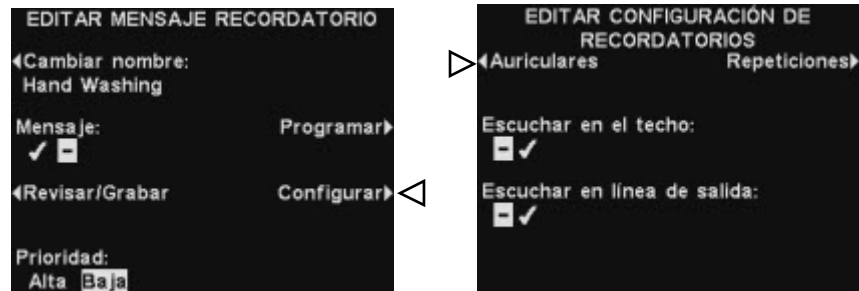 EDITAR MENSAJE RECORDATORIO
◀Cambiar nombre:
Hand Washing
Mensaje:
Programar▶
✓ -
◀Revisar/Grabar
Configurar▶
Prioridad:
Alta Baja
EDITAR CONFIGURACIÓN DE
RECORDATORIOS
◀Auriculares
Repeticiones▶
Escuchar en el techo:
- ✓
Escuchar en línea de salida:
- ✓